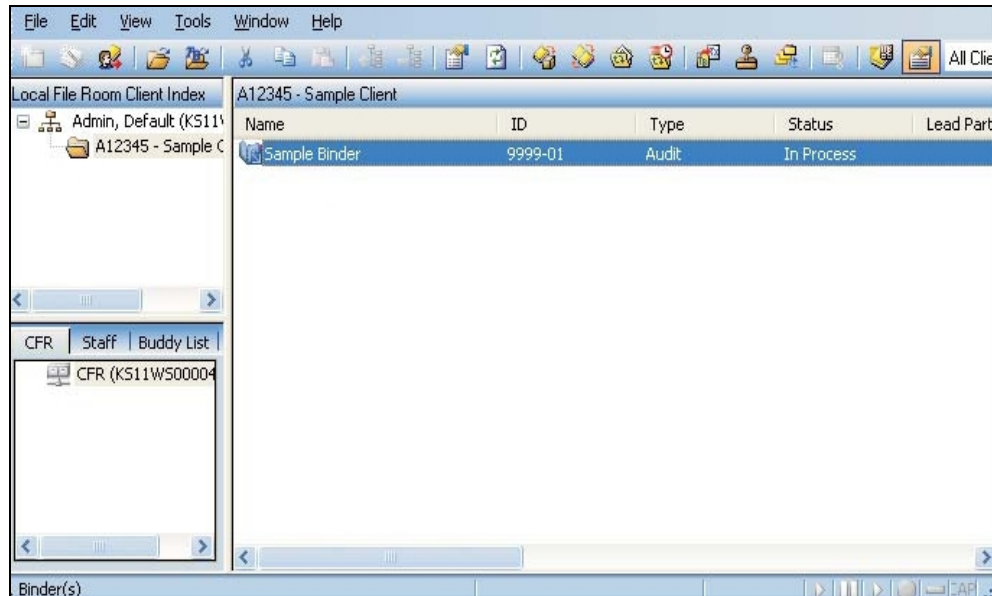 File Edit View Tools Window Help
All Clie
Local File Room Client Index
A12345 - Sample Client
Admin, Default (KS11
A12345 - Sample C
Name ID Type Status Lead Part
Sample Binder 9999-01 Audit In Process
CFR Staff Buddy List
CFR (KS11WS00004
Binder(s)
CAP